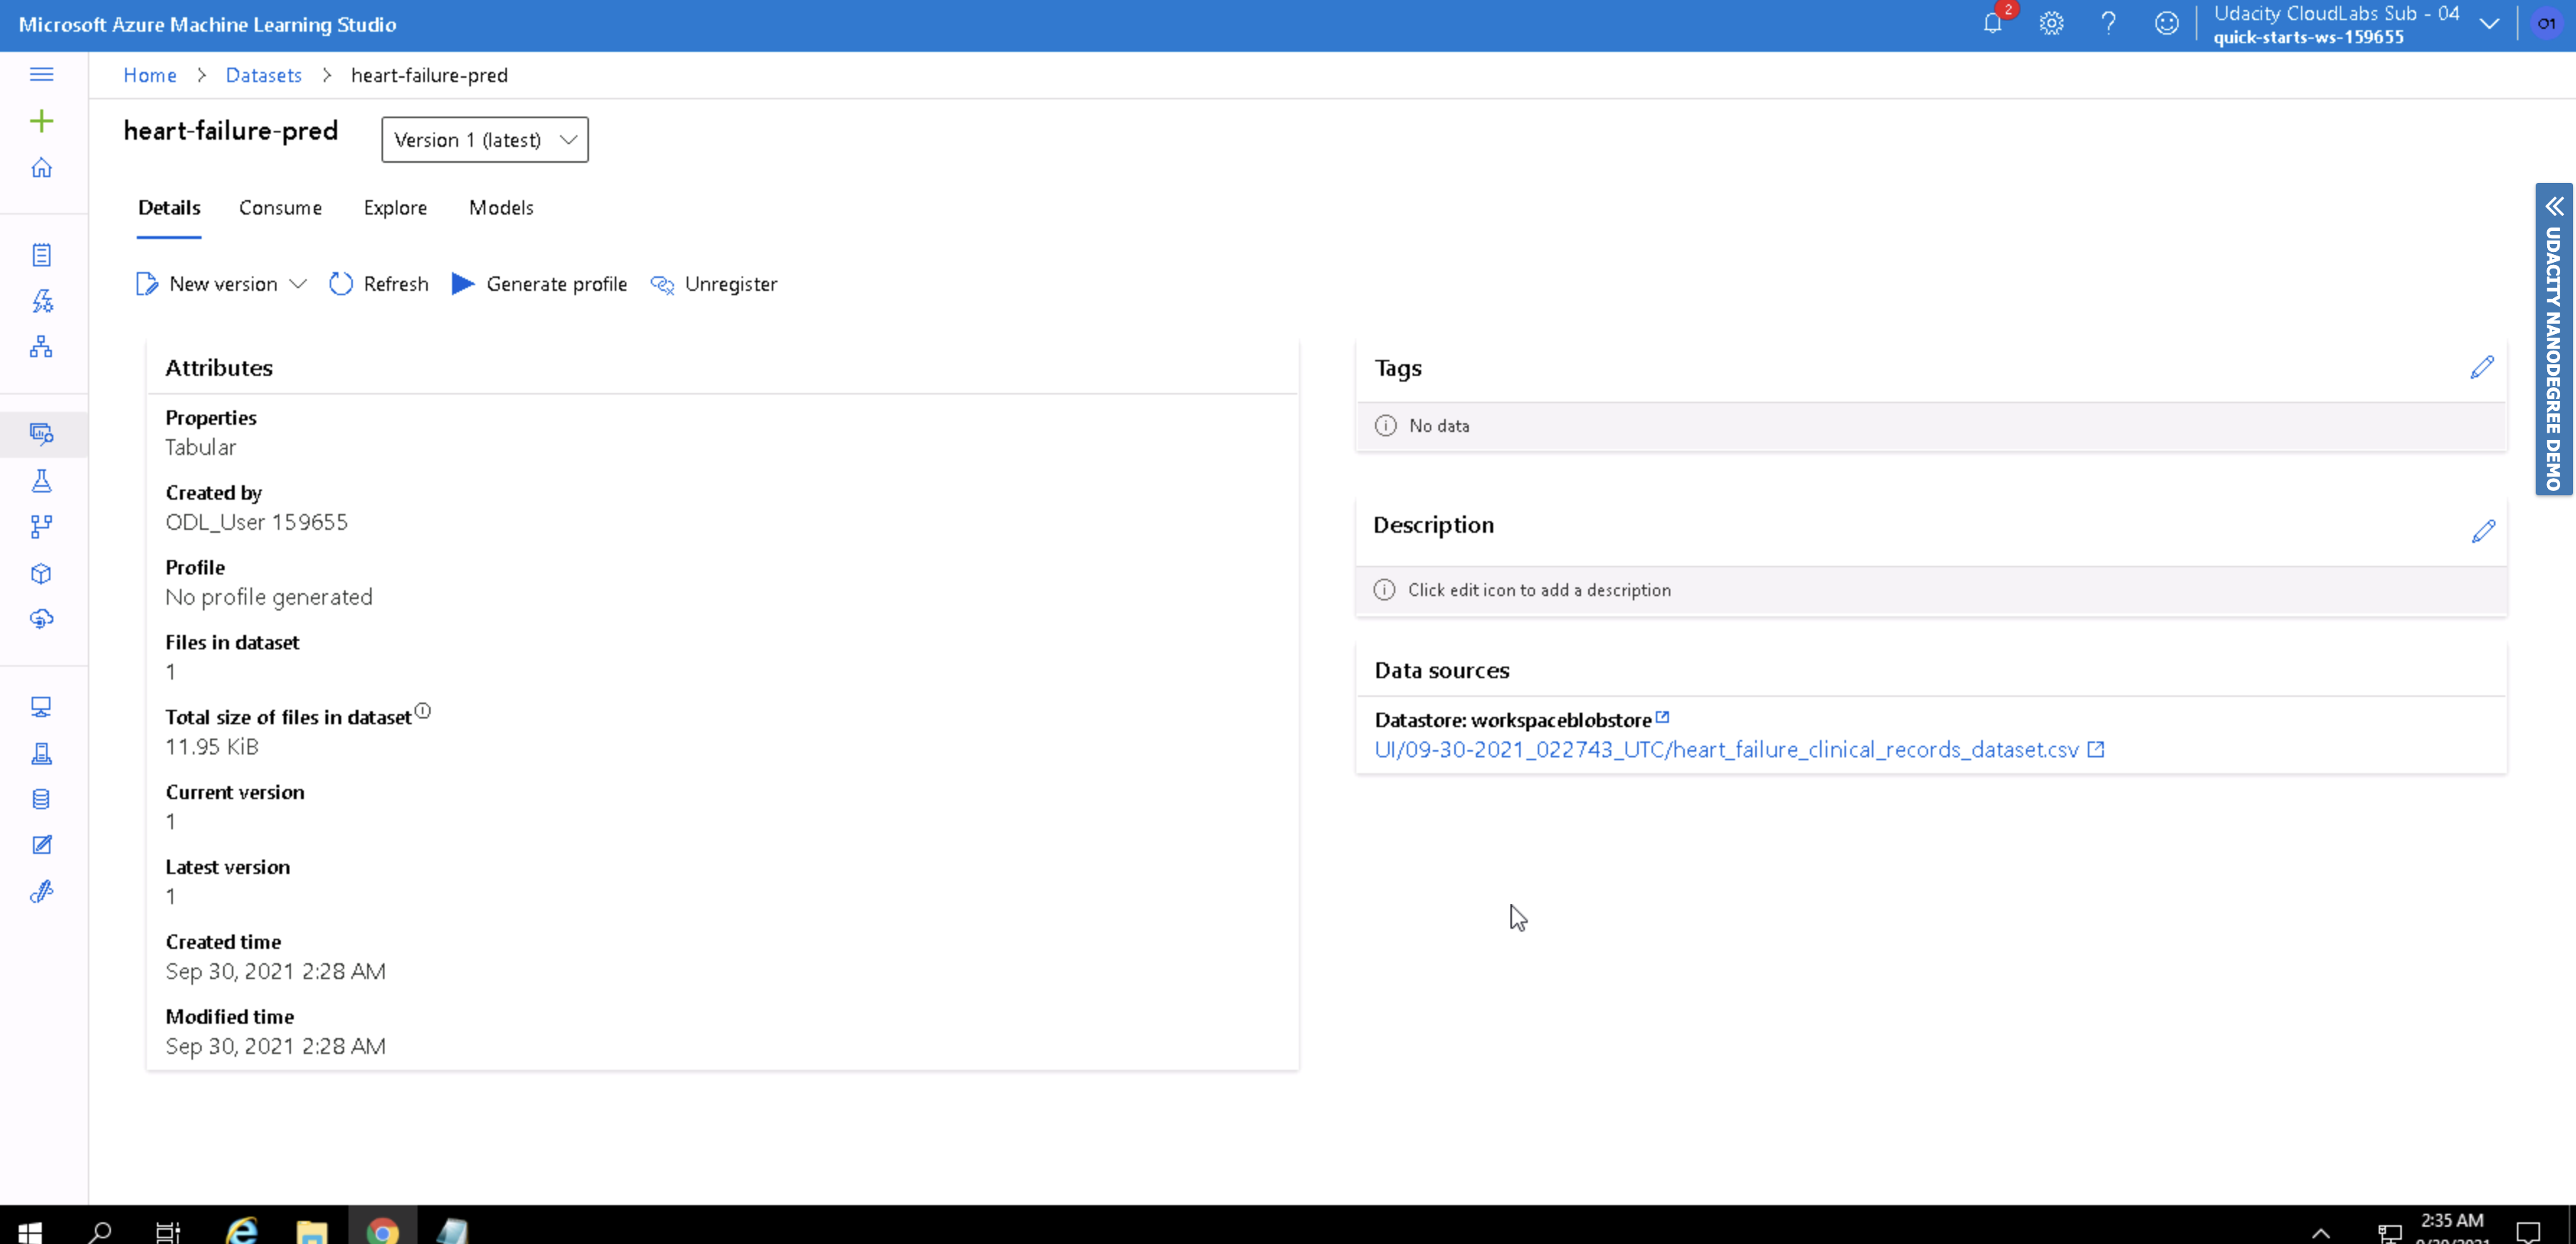 Microsoft Azure Machine Learning Studio
2
Udacity CloudLabs Sub - 04
quick-starts-ws-159655
O1
Home > Datasets > heart-failure-pred
heart-failure-pred
Version 1 (latest)
Details Consume Explore Models
New version Refresh Generate profile Unregister
Attributes
Properties
Tabular
Created by
ODL_User 159655
Profile
No profile generated
Files in dataset
1
Total size of files in dataset
11.95 KiB
Current version
1
Latest version
1
Created time
Sep 30, 2021 2:28 AM
Modified time
Sep 30, 2021 2:28 AM
Tags
No data
Description
Click edit icon to add a description
Data sources
Datastore: workspaceblobstore
UI/09-30-2021_022743_UTC/heart_failure_clinical_records_dataset.csv
UDACITY NANODEGREE DEMO
2:35 AM